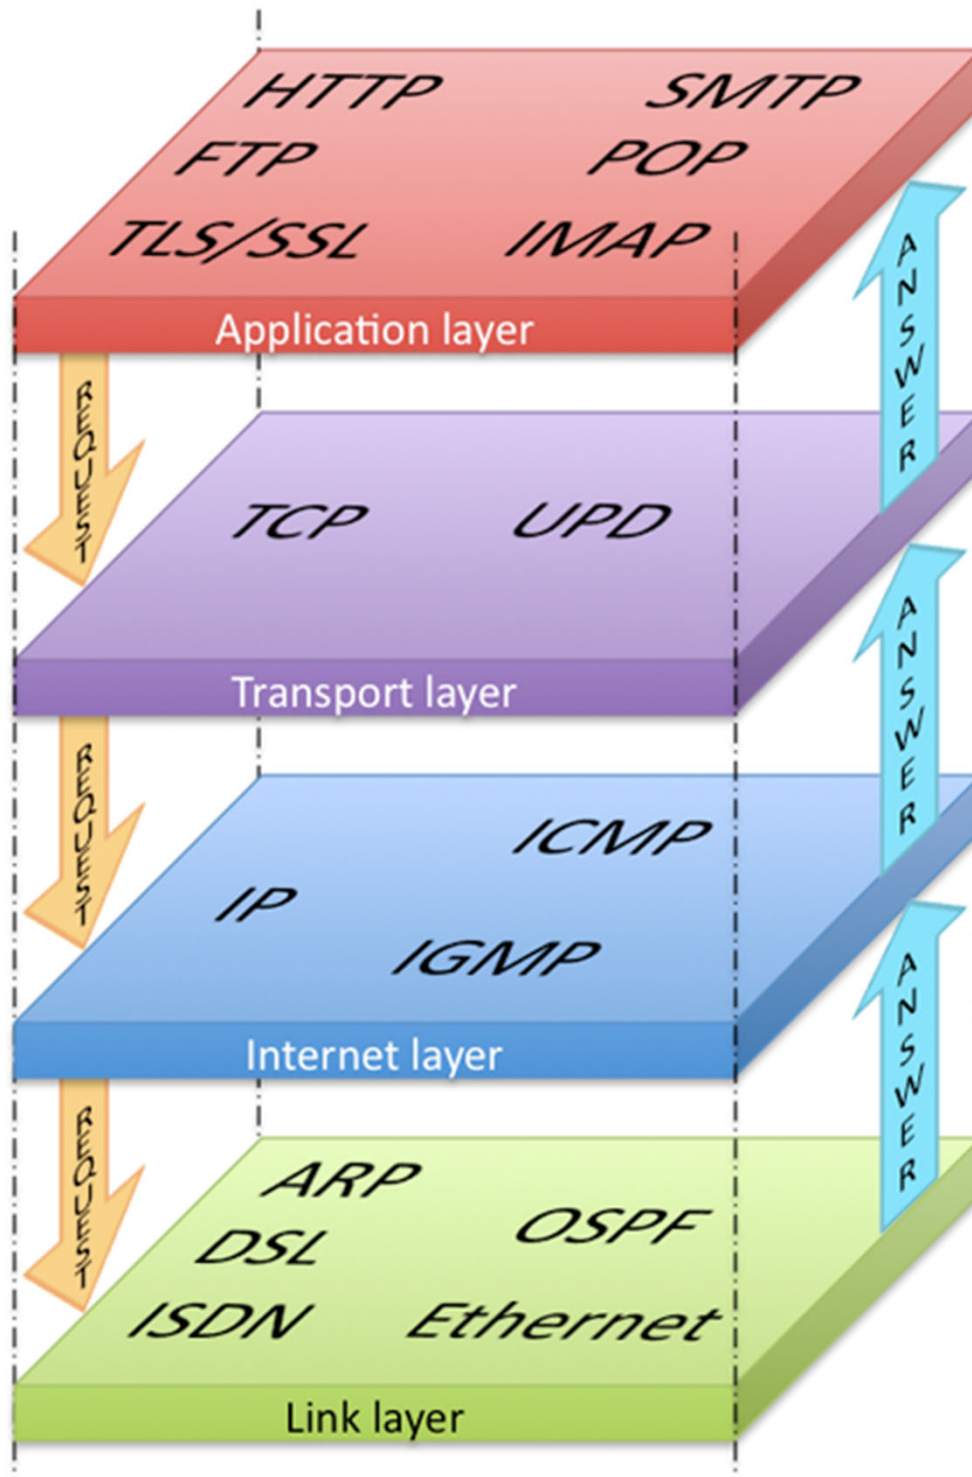 HTTP SMTP
FTP POP
TLS/SSL IMAP
Application layer
REQUEST
ANSWER
TCP UPD
Transport layer
REQUEST
ANSWER
ICMP
IP
IGMP
Internet layer
REQUEST
ANSWER
ARP
OSPF
DSL
ISDN Ethernet
Link layer